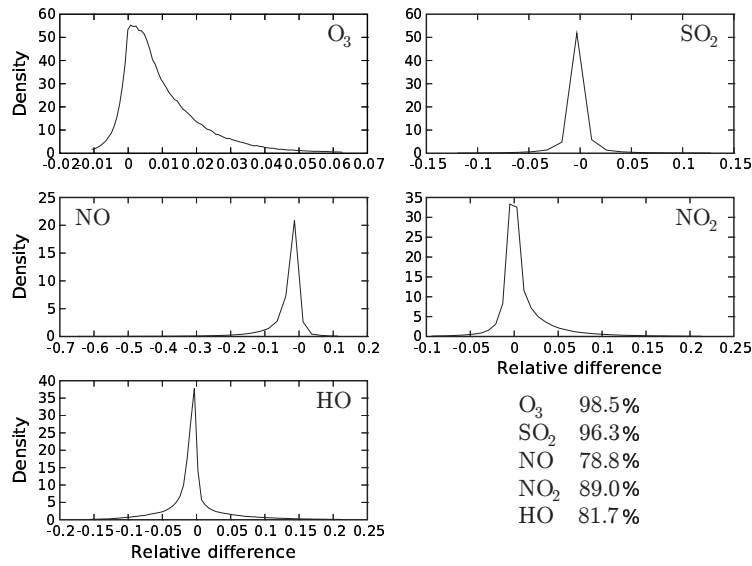 O₃
60
50
40
30
20
10
0
Density
-0.02 -0.01 0 0.01 0.02 0.03 0.04 0.05 0.06 0.07
SO₂
60
50
40
30
20
10
0
-0.15 -0.1 -0.05 -0 0.05 0.1 0.15
NO
25
20
15
10
5
0
Density
-0.7 -0.6 -0.5 -0.4 -0.3 -0.2 -0.1 -0 0.1 0.2
NO₂
35
30
25
20
15
10
5
0
-0.1 -0.05 0 0.05 0.1 0.15 0.2 0.25
Relative difference
HO
40
35
30
25
20
15
10
5
0
Density
-0.2 -0.15 -0.1 -0.05 0 0.05 0.1 0.15 0.2 0.25
Relative difference
O₃ 98.5%
SO₂ 96.3%
NO 78.8%
NO₂ 89.0%
HO 81.7%